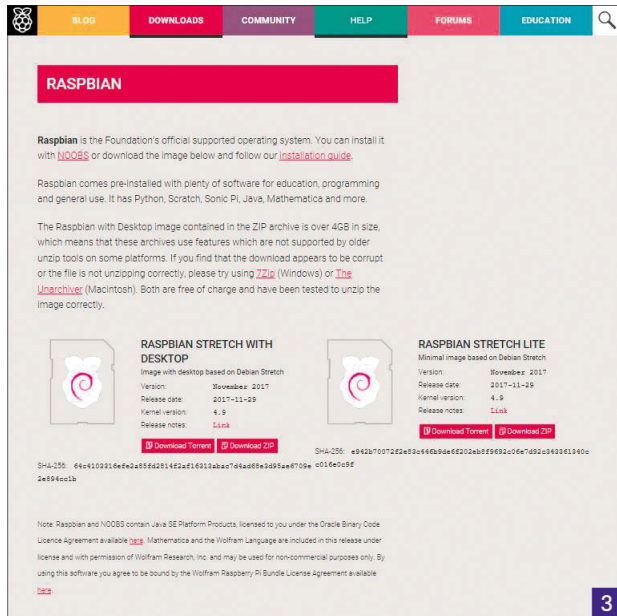 BLOG
DOWNLOADS
COMMUNITY
HELP
FORUMS
EDUCATION
RASPBIAN
Raspbian is the Foundation's official supported operating system. You can install it
with NOOBS or download the image below and follow our installation guide.
Raspbian comes pre-installed with plenty of software for education, programming
and general use. It has Python, Scratch, Sonic Pi, Java, Mathematica and more.
The Raspbian with Desktop image contained in the ZIP archive is over 4GB in size,
which means that these archives use features which are not supported by older
unzip tools on some platforms. If you find that the download appears to be corrupt
or the file is not unzipping correctly, please try using 7Zip (Windows) or The
Unarchiver (Macintosh). Both are free of charge and have been tested to unzip the
image correctly.
RASPBIAN STRETCH WITH
DESKTOP
Image with desktop based on Debian Stretch
Version: November 2017
Release date: 2017-11-29
Kernel version: 4.9
Release notes: Link
Download Torrent Download ZIP
SHA-256: 64c4103316efe2a85fd2814f2af16313abac7d4ad68e3d95ae6709e
2e894cc1b
RASPBIAN STRETCH LITE
Minimal image based on Debian Stretch
Version: November 2017
Release date: 2017-11-29
Kernel version: 4.9
Release notes: Link
Download Torrent Download ZIP
SHA-256: e942b70072f2e83c446b9de6f202eb8f9692c06e7d92c343361340c
c016e0c9f
Note: Raspbian and NOOBS contain Java SE Platform Products, licensed to you under the Oracle Binary Code
Licence Agreement available here. Mathematica and the Wolfram Language are included in this release under
license and with permission of Wolfram Research, Inc. and may be used for non-commercial purposes only. By
using this software you agree to be bound by the Wolfram Raspberry Pi Bundle License Agreement available
here.
3